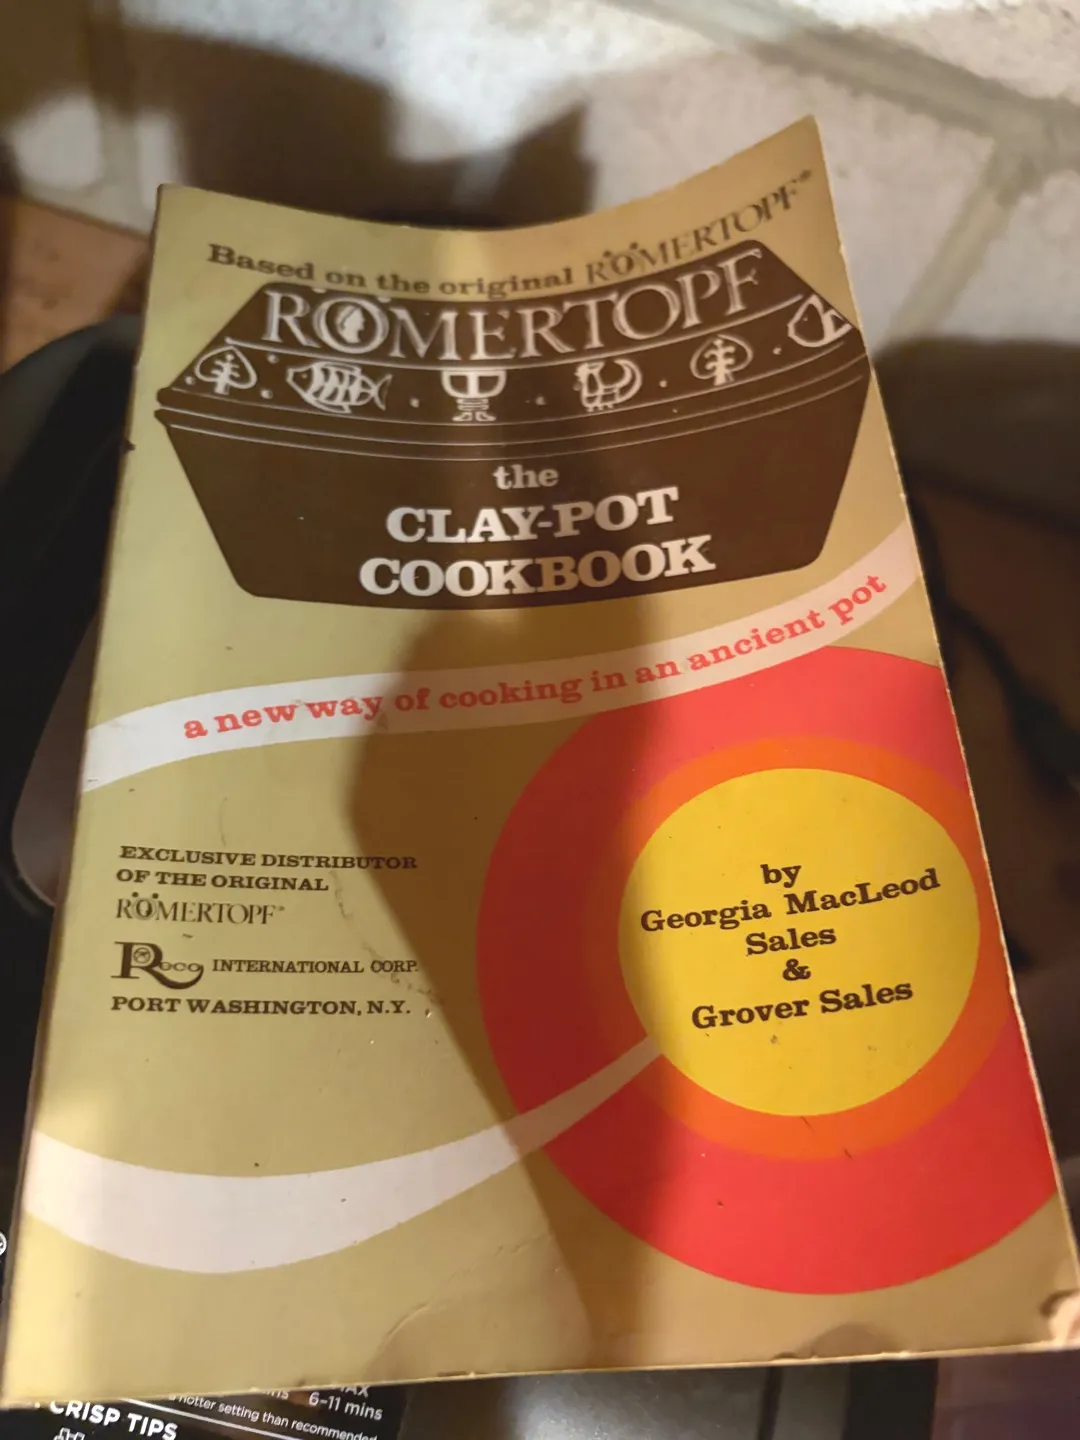 Based on the original RÖMERTOPF®
RÖMERTOPF
the
CLAY-POT
COOKBOOK
a new way of cooking in an ancient pot
EXCLUSIVE DISTRIBUTOR
OF THE ORIGINAL
RÖMERTOPF®
Roco INTERNATIONAL CORP.
PORT WASHINGTON, N.Y.
by
Georgia MacLeod
Sales
&
Grover Sales
6-11 mins
hotter setting than recommended
CRISP TIPS